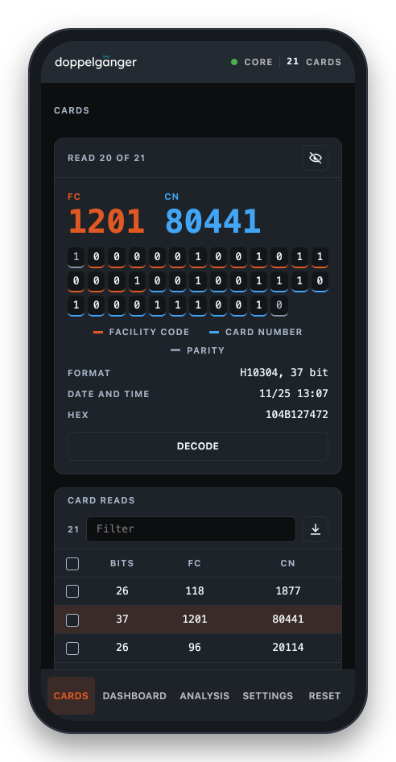 doppelgänger
CORE 21 CARDS
CARDS
READ 20 OF 21
FC CN
1201 80441
1 0 0 0 0 0 1 0 0 1 0 1 1
0 0 0 1 0 0 1 0 0 1 1 1 0
1 0 0 0 1 1 1 0 0 1 0
FACILITY CODE CARD NUMBER
PARITY
FORMAT H10304, 37 bit
DATE AND TIME 11/25 13:07
HEX 104B127472
DECODE
CARD READS
21 Filter
BITS FC CN
26 118 1877
37 1201 80441
26 96 20114
CARDS DASHBOARD ANALYSIS SETTINGS RESET